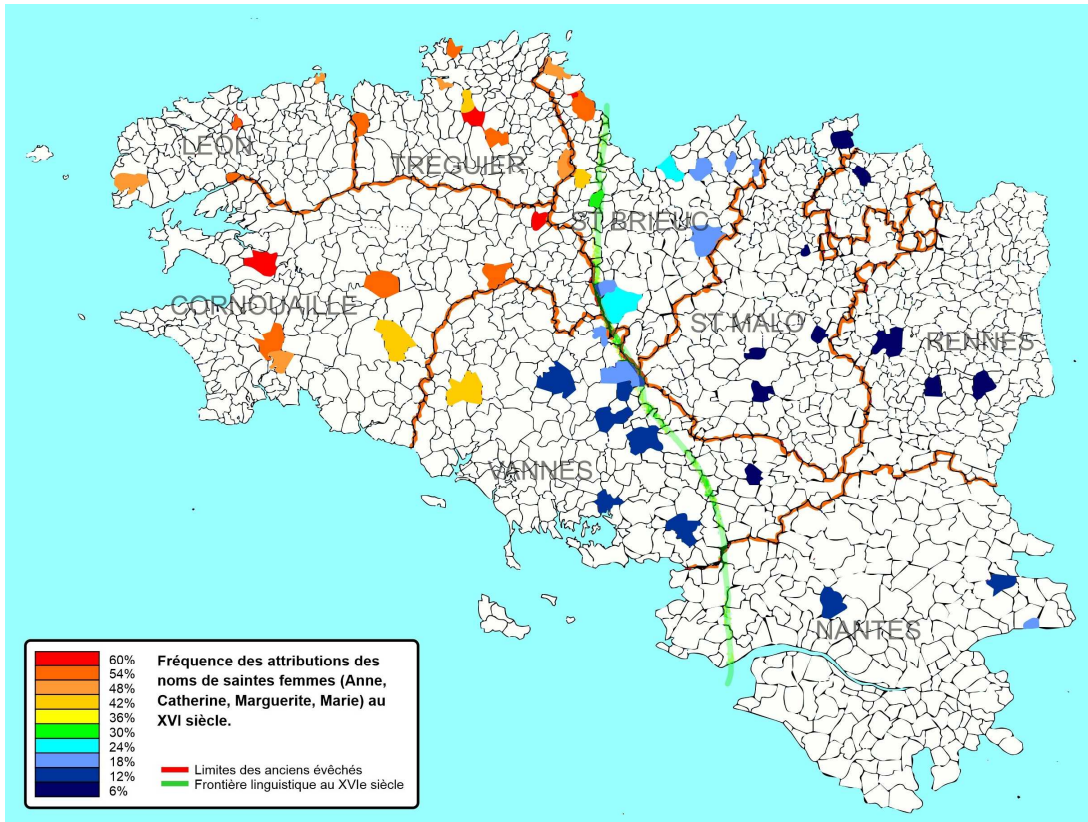 LEON
TREGUIER
ST BRIEUC
CORNOUAILLE
ST MALO
RENNES
VANNES
NANTES
60%
54%
48%
42%
36%
30%
24%
18%
12%
6%
Fréquence des attributions des
noms de saintes femmes (Anne,
Catherine, Marguerite, Marie) au
XVI siècle.
Limites des anciens évêchés
Frontière linguistique au XVIe siècle